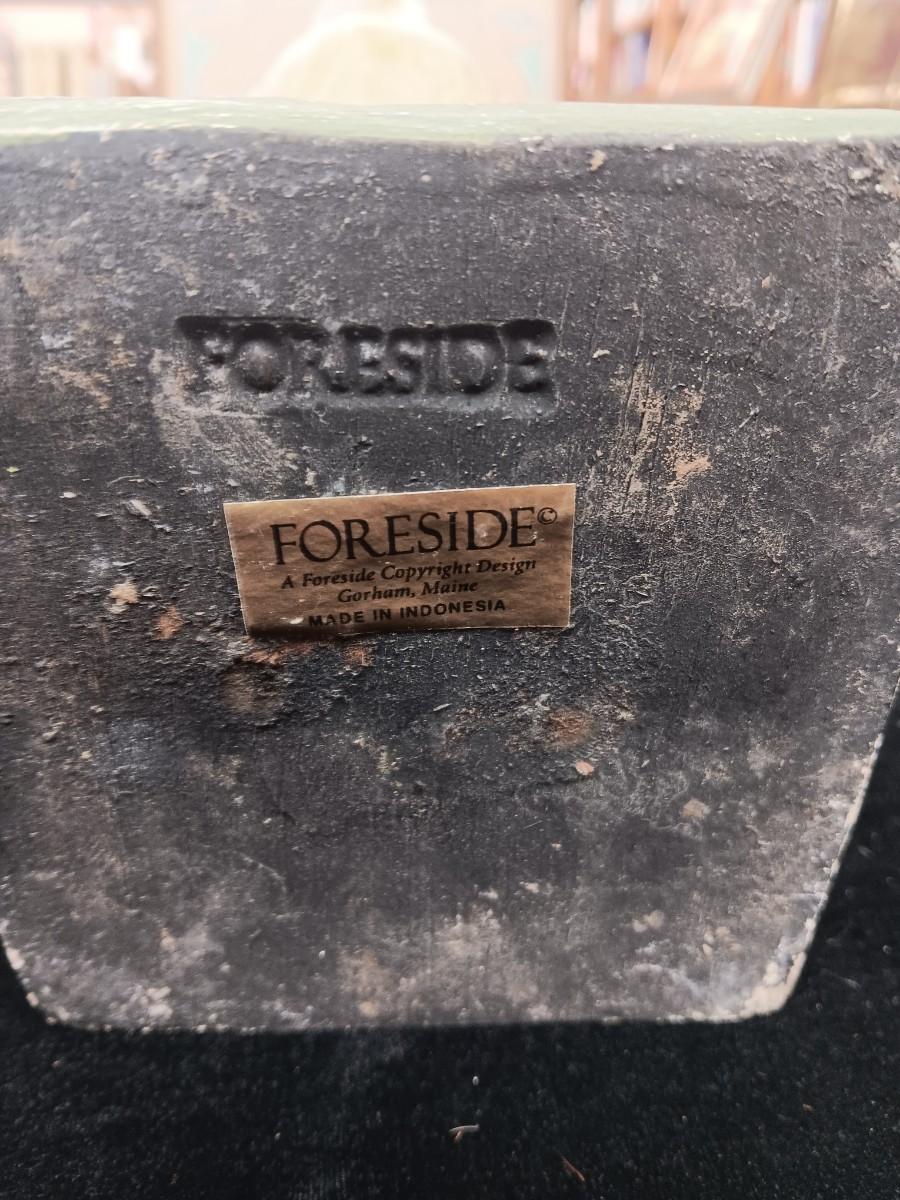 FORESIDE
FORESIDE©
A Foreside Copyright Design
Gorham, Maine
MADE IN INDONESIA